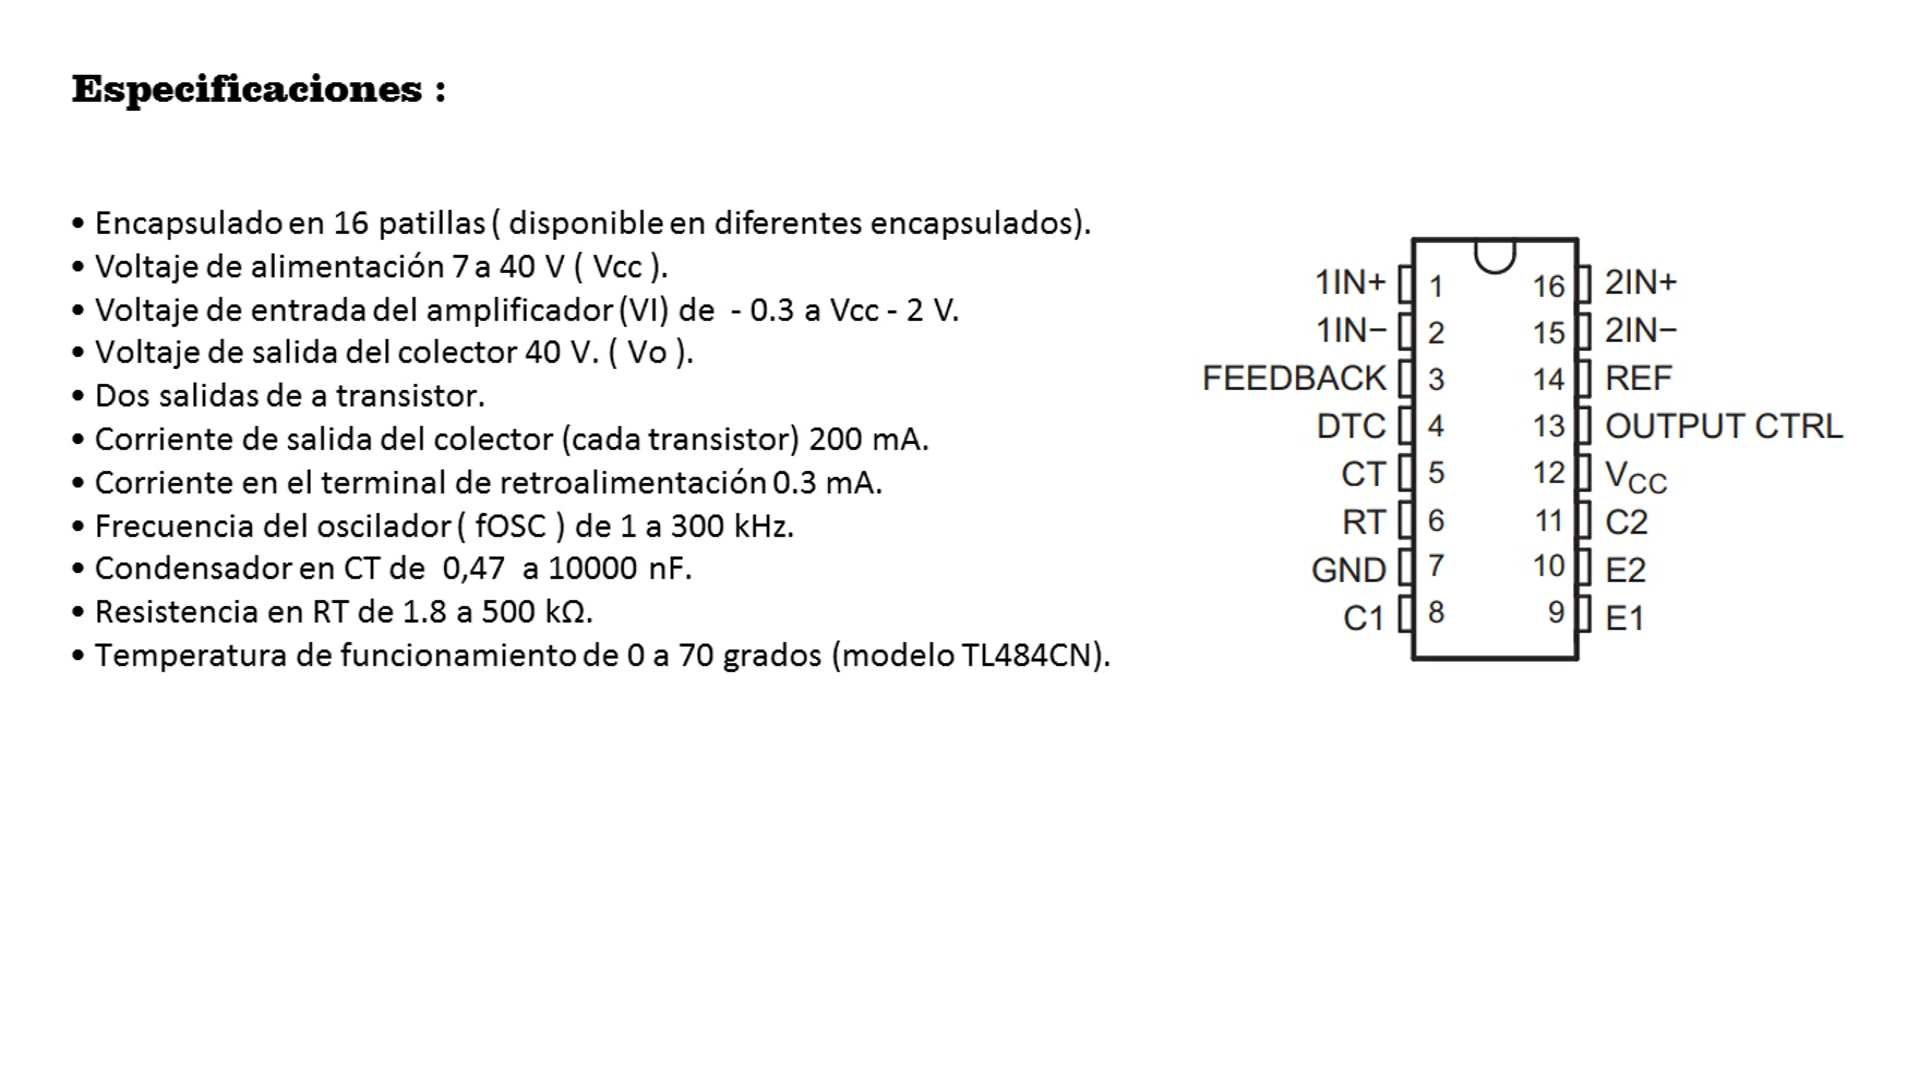 Especificaciones :
• Encapsulado en 16 patillas ( disponible en diferentes encapsulados).
• Voltaje de alimentación 7 a 40 V ( Vcc ).
• Voltaje de entrada del amplificador (VI) de - 0.3 a Vcc - 2 V.
• Voltaje de salida del colector 40 V. ( Vo ).
• Dos salidas de a transistor.
• Corriente de salida del colector (cada transistor) 200 mA.
• Corriente en el terminal de retroalimentación 0.3 mA.
• Frecuencia del oscilador ( fOSC ) de 1 a 300 kHz.
• Condensador en CT de 0,47 a 10000 nF.
• Resistencia en RT de 1.8 a 500 kΩ.
• Temperatura de funcionamiento de 0 a 70 grados (modelo TL484CN).
1IN+ 1 16 2IN+
1IN− 2 15 2IN−
FEEDBACK 3 14 REF
DTC 4 13 OUTPUT CTRL
CT 5 12 VCC
RT 6 11 C2
GND 7 10 E2
C1 8 9 E1